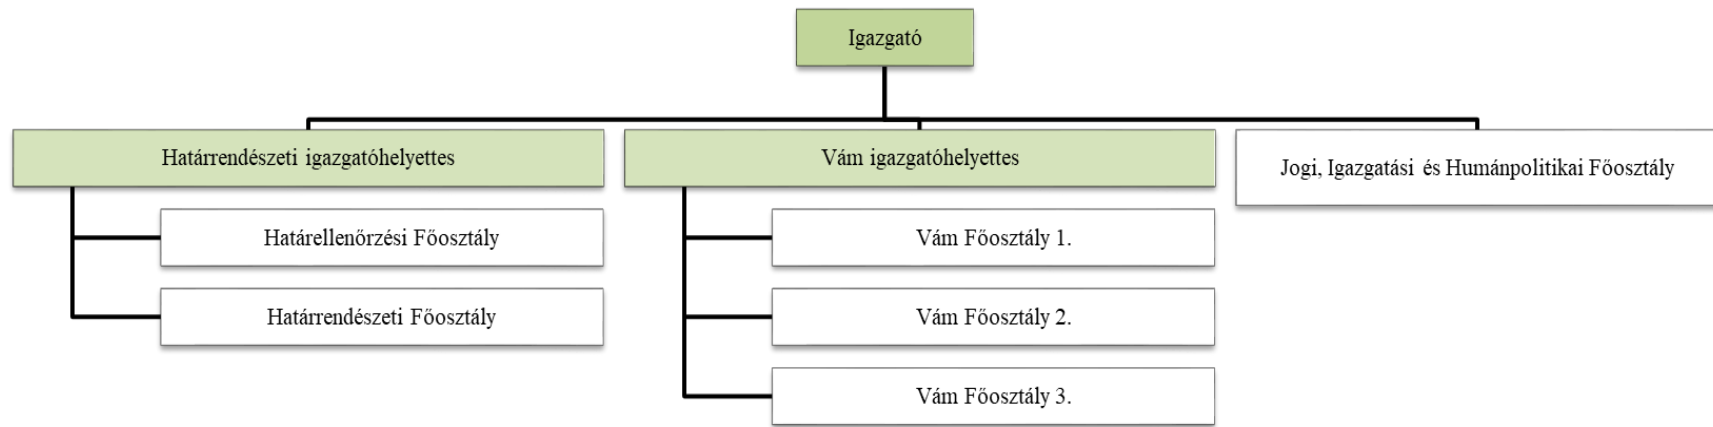 Igazgató
Határrendészeti igazgatóhelyettes
Határellenőrzési Főosztály
Határrendészeti Főosztály
Vám igazgatóhelyettes
Vám Főosztály 1.
Vám Főosztály 2.
Vám Főosztály 3.
Jogi, Igazgatási és Humánpolitikai Főosztály